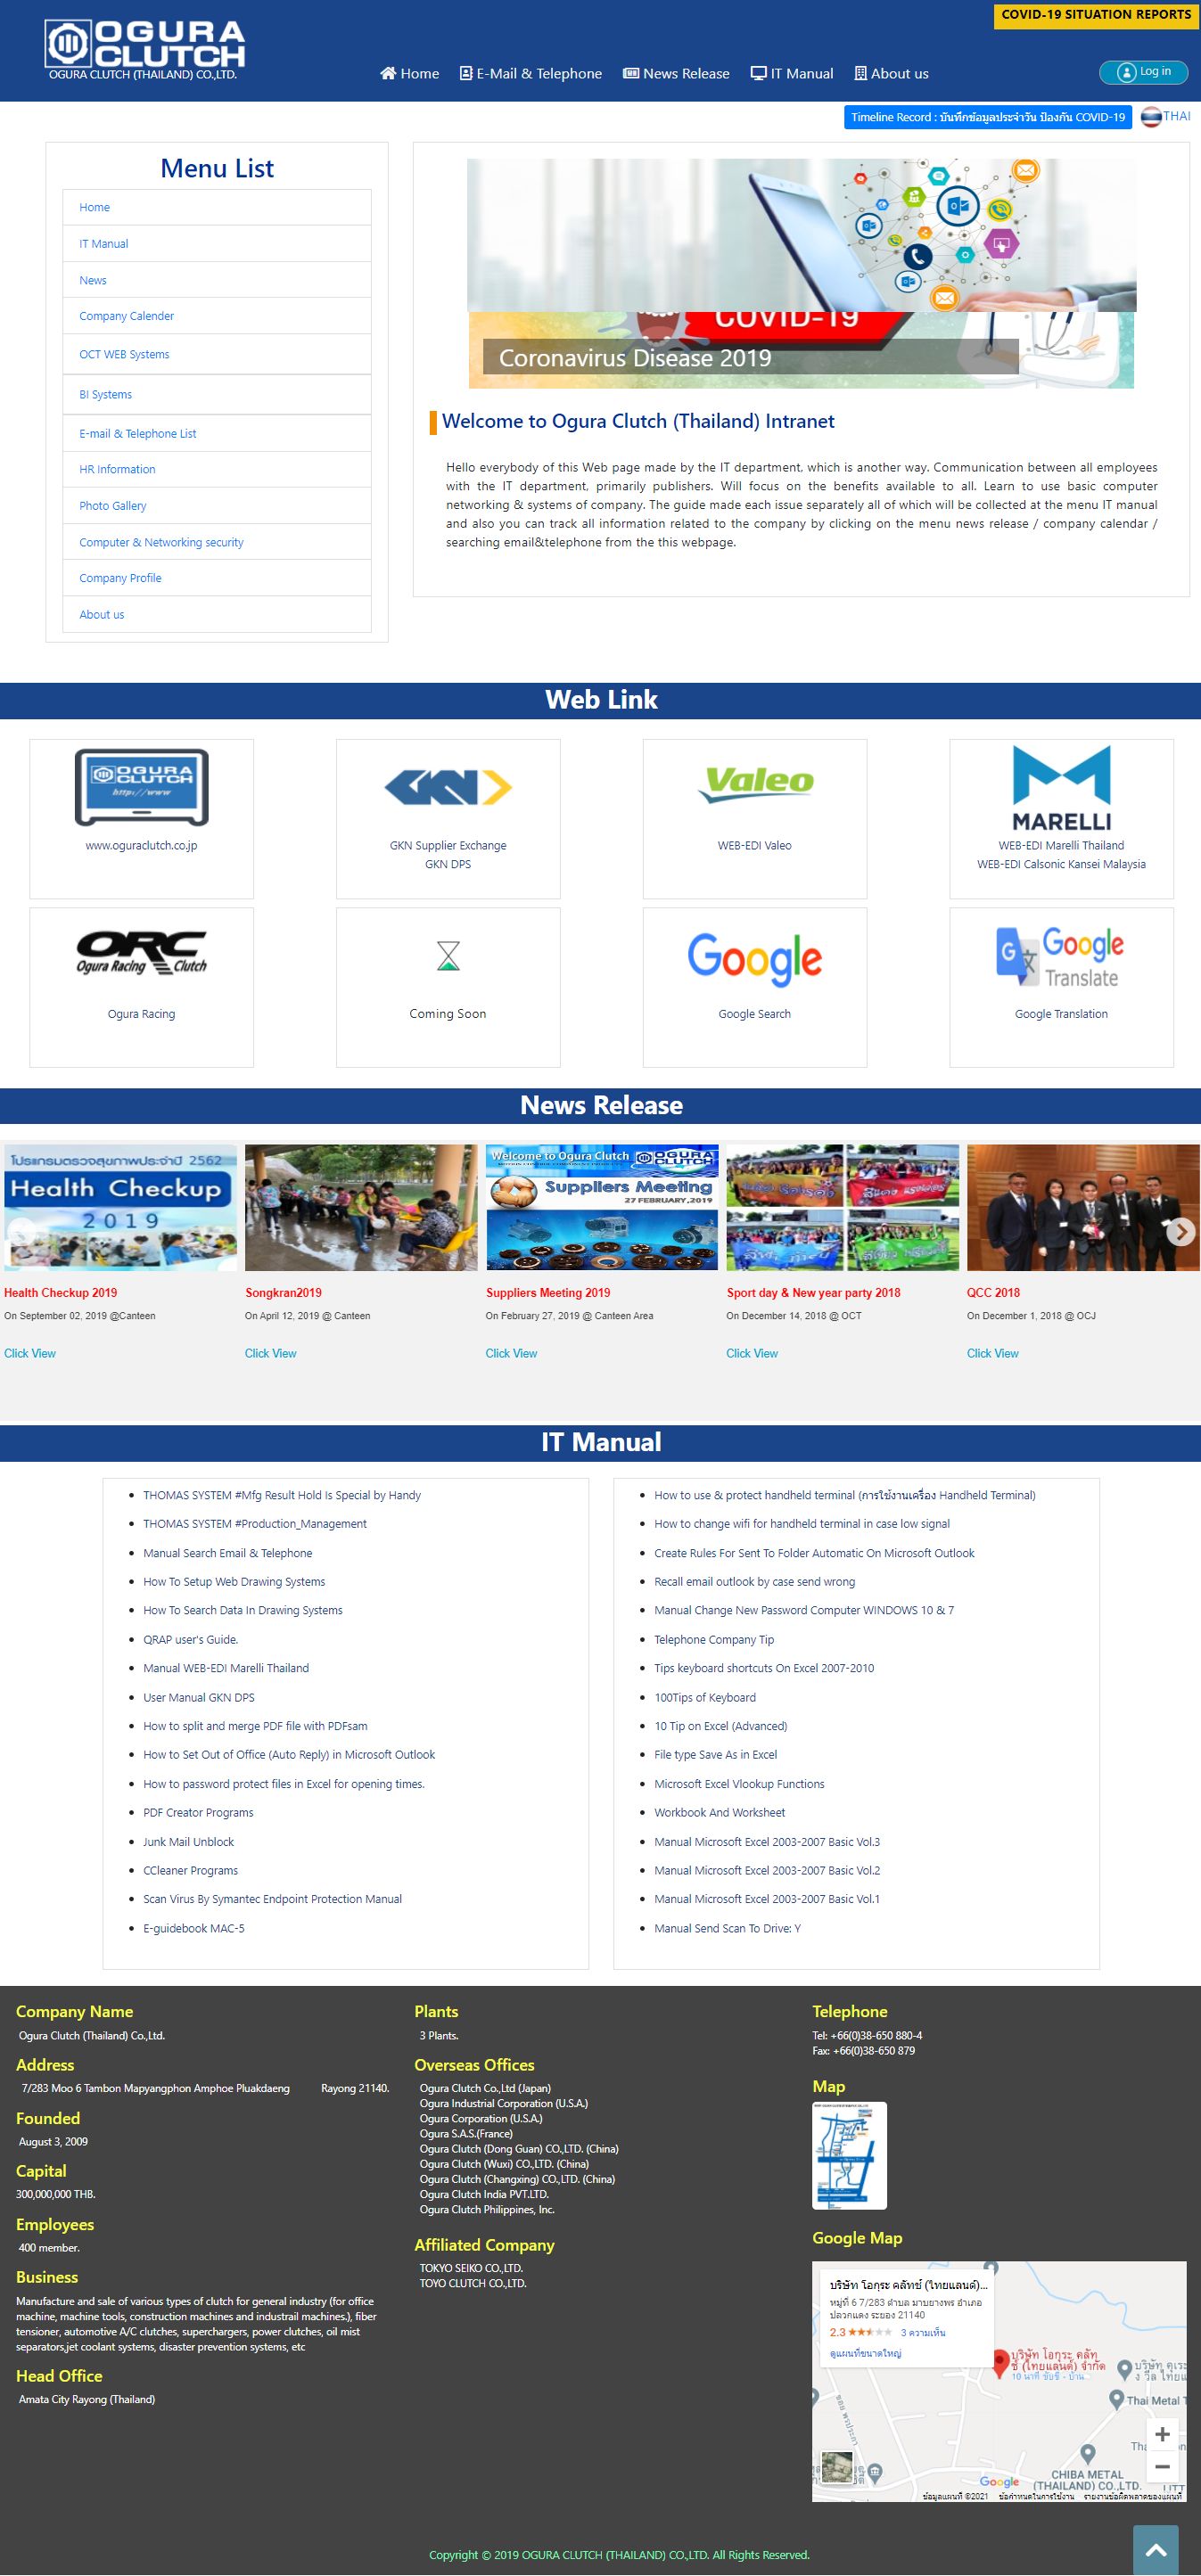 COVID-19 SITUATION REPORTS
OGURA
CLUTCH
OGURA CLUTCH (THAILAND) CO.,LTD.
Home
E-Mail & Telephone
News Release
IT Manual
About us
Log in
Timeline Record : บันทึกข้อมูลประจำวัน ป้องกัน COVID-19
THAI
Menu List
Home
IT Manual
News
Company Calender
OCT WEB Systems
BI Systems
E-mail & Telephone List
HR Information
Photo Gallery
Computer & Networking security
Company Profile
About us
COVID-19
Coronavirus Disease 2019
Welcome to Ogura Clutch (Thailand) Intranet
Hello everybody of this Web page made by the IT department, which is another way. Communication between all employees
with the IT department, primarily publishers. Will focus on the benefits available to all. Learn to use basic computer
networking & systems of company. The guide made each issue separately all of which will be collected at the menu IT manual
and also you can track all information related to the company by clicking on the menu news release / company calendar /
searching email&telephone from the this webpage.
Web Link
OGURA
CLUTCH
http://www
www.oguraclutch.co.jp
GKN
GKN Supplier Exchange
GKN DPS
Valeo
WEB-EDI Valeo
MARELLI
WEB-EDI Marelli Thailand
WEB-EDI Calsonic Kansei Malaysia
ORC
Ogura Racing Clutch
Ogura Racing
Coming Soon
Google
Google Search
G
Google
Translate
Google Translation
News Release
โปรแกรมตรวจสุขภาพประจำปี 2562
Health Checkup
2019
Health Checkup 2019
On September 02, 2019 @Canteen
Click View
Songkran2019
On April 12, 2019 @ Canteen
Click View
Welcome to Ogura Clutch
OGURA
CLUTCH
Suppliers Meeting
27 FEBRUARY,2019
Suppliers Meeting 2019
On February 27, 2019 @ Canteen Area
Click View
Sport day & New year party 2018
On December 14, 2018 @ OCT
Click View
QCC 2018
On December 1, 2018 @ OCJ
Click View
IT Manual
THOMAS SYSTEM #Mfg Result Hold Is Special by Handy
THOMAS SYSTEM #Production_Management
Manual Search Email & Telephone
How To Setup Web Drawing Systems
How To Search Data In Drawing Systems
QRAP user's Guide.
Manual WEB-EDI Marelli Thailand
User Manual GKN DPS
How to split and merge PDF file with PDFsam
How to Set Out of Office (Auto Reply) in Microsoft Outlook
How to password protect files in Excel for opening times.
PDF Creator Programs
Junk Mail Unblock
CCleaner Programs
Scan Virus By Symantec Endpoint Protection Manual
E-guidebook MAC-5
How to use & protect handheld terminal (การใช้งานเครื่อง Handheld Terminal)
How to change wifi for handheld terminal in case low signal
Create Rules For Sent To Folder Automatic On Microsoft Outlook
Recall email outlook by case send wrong
Manual Change New Password Computer WINDOWS 10 & 7
Telephone Company Tip
Tips keyboard shortcuts On Excel 2007-2010
100Tips of Keyboard
10 Tip on Excel (Advanced)
File type Save As in Excel
Microsoft Excel Vlookup Functions
Workbook And Worksheet
Manual Microsoft Excel 2003-2007 Basic Vol.3
Manual Microsoft Excel 2003-2007 Basic Vol.2
Manual Microsoft Excel 2003-2007 Basic Vol.1
Manual Send Scan To Drive: Y
Company Name
Ogura Clutch (Thailand) Co.,Ltd.
Address
7/283 Moo 6 Tambon Mapyangphon Amphoe Pluakdaeng Rayong 21140.
Founded
August 3, 2009
Capital
300,000,000 THB.
Employees
400 member.
Business
Manufacture and sale of various types of clutch for general industry (for office
machine, machine tools, construction machines and industrail machines.), fiber
tensioner, automotive A/C clutches, superchargers, power clutches, oil mist
separators,jet coolant systems, disaster prevention systems, etc
Head Office
Amata City Rayong (Thailand)
Plants
3 Plants.
Overseas Offices
Ogura Clutch Co.,Ltd (Japan)
Ogura Industrial Corporation (U.S.A.)
Ogura Corporation (U.S.A.)
Ogura S.A.S.(France)
Ogura Clutch (Dong Guan) CO.,LTD. (China)
Ogura Clutch (Wuxi) CO.,LTD. (China)
Ogura Clutch (Changxing) CO.,LTD. (China)
Ogura Clutch India PVT.LTD.
Ogura Clutch Philippines, Inc.
Affiliated Company
TOKYO SEIKO CO.,LTD.
TOYO CLUTCH CO.,LTD.
Telephone
Tel: +66(0)38-650 880-4
Fax: +66(0)38-650 879
Map
Google Map
บริษัท โอกุระ คลัทช์ (ไทยแลนด์)...
หมู่ที่ 6 7/283 ตำบล มาบยางพร อำเภอ
ปลวกแดง ระยอง 21140
2.3
3 ความเห็น
ดูแผนที่ขนาดใหญ่
บริษัท โอกุระ คลัท
ช์ (ไทยแลนด์) จำกัด
10 นาที ขับขี่ - บ้าน
Thai Metal T
CHIBA METAL
(THAILAND) CO.,LTD.
Google
ข้อมูลแผนที่ ©2021
ข้อกำหนดในการใช้งาน
รายงานข้อผิดพลาดของแผนที่
Copyright © 2019 OGURA CLUTCH (THAILAND) CO.,LTD. All Rights Reserved.